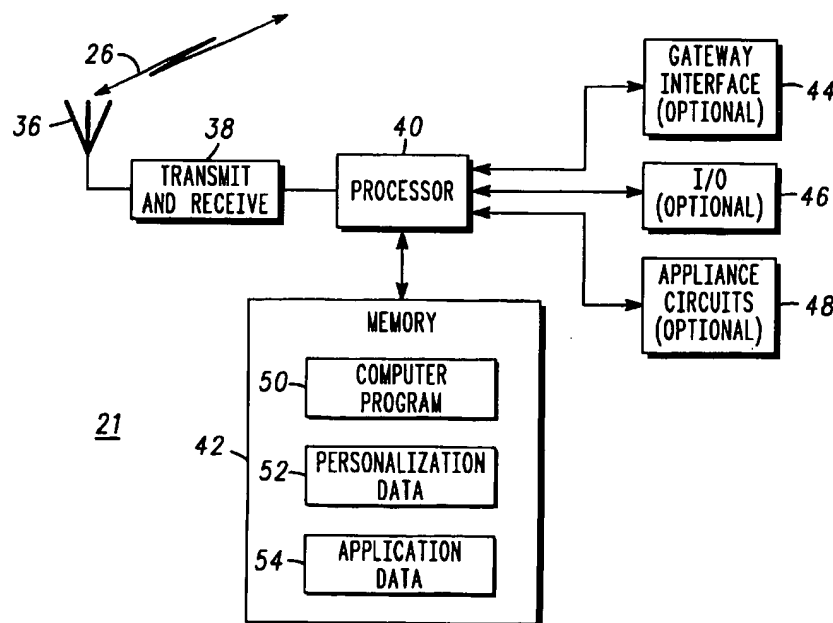 26
36
38
TRANSMIT
AND RECEIVE
40
PROCESSOR
GATEWAY
INTERFACE
(OPTIONAL)
44
I/O
(OPTIONAL)
46
APPLIANCE
CIRCUITS
(OPTIONAL)
48
MEMORY
50
COMPUTER
PROGRAM
21
42
52
PERSONALIZATION
DATA
54
APPLICATION
DATA